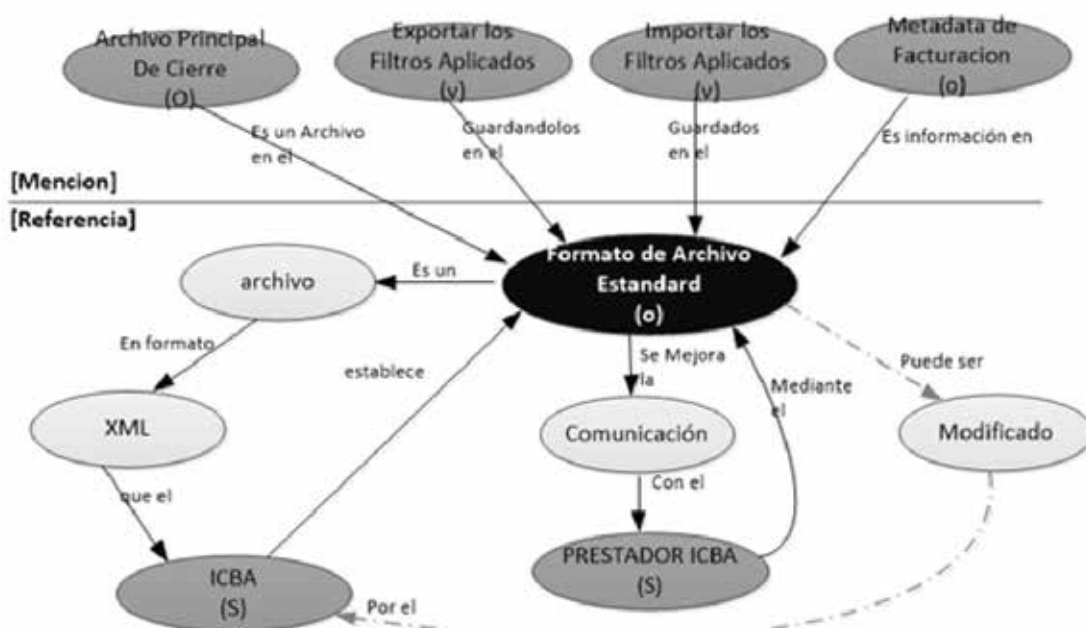 Archivo Principal
De Cierre
(O)
Exportar los
Filtros Aplicados
(v)
Importar los
Filtros Aplicados
(v)
Metadata de
Facturacion
(o)
Es un Archivo
en el
Guardandolos
en el
Guardados
en el
Es información en
[Mencion]
[Referencia]
Formato de Archivo
Estandard
(o)
Es un
archivo
En formato
XML
que el
ICBA
(S)
establece
Se Mejora
la
Comunicación
Con el
PRESTADOR ICBA
(S)
Mediante
el
Puede ser
Modificado
Por el